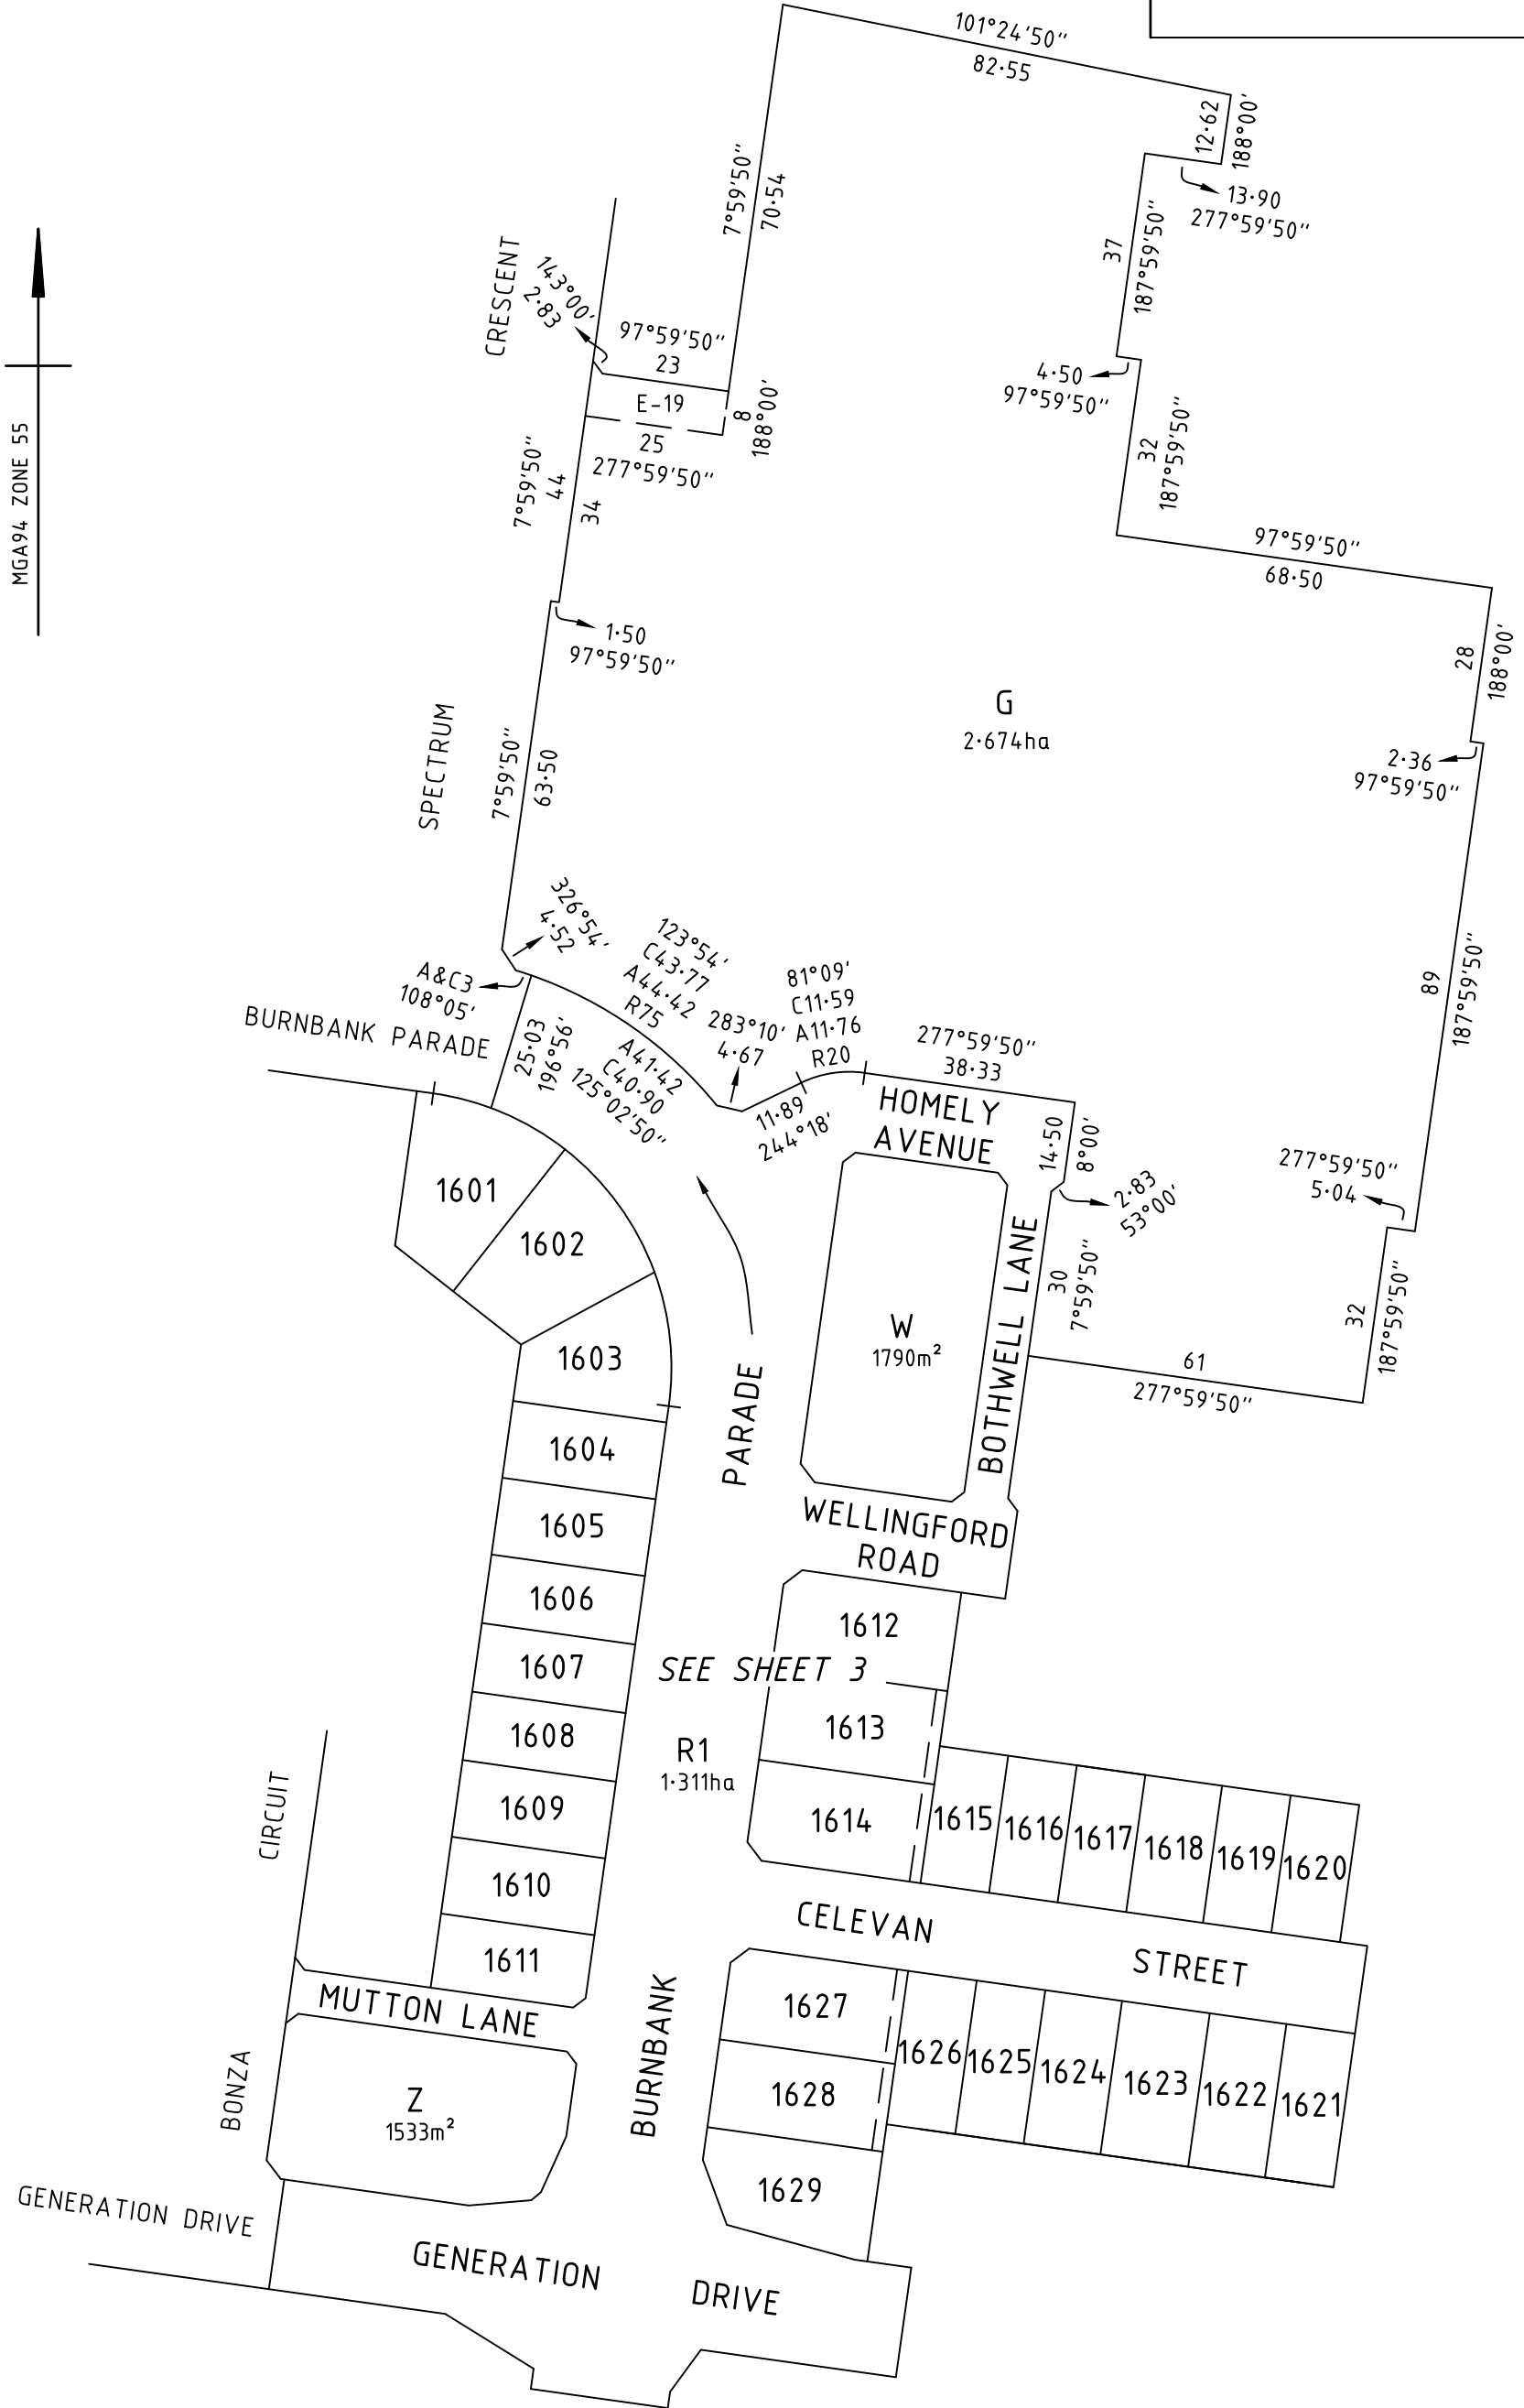 101°24'50"
82·55
12·62
188°00'
13·90
277°59'50"
7°59'50"
70·54
37
187°59'50"
CRESCENT
143°00'
2·83
97°59'50"
23
E-19
8
188°00'
25
277°59'50"
4·50
97°59'50"
32
187°59'50"
MGA94 ZONE 55
7°59'50"
44
34
97°59'50"
68·50
1·50
97°59'50"
28
188°00'
G
2·674ha
SPECTRUM
7°59'50"
63·50
2·36
97°59'50"
326°54'
4·52
A&C3
108°05'
123°54'
C43·77
A44·42
R75
81°09'
C11·59
A11·76
R20
283°10'
4·67
277°59'50"
38·33
89
187°59'50"
BURNBANK PARADE
25·03
196°56'
A41·42
C40·90
125°02'50"
11·89
244°18'
HOMELY
AVENUE
14·50
8°00'
2·83
53°00'
277°59'50"
5·04
1601
1602
1603
W
1790m²
BOTHWELL LANE
30
7°59'50"
32
187°59'50"
61
277°59'50"
PARADE
1604
1605
1606
1607
1608
1609
1610
1611
WELLINGFORD
ROAD
1612
SEE SHEET 3
1613
R1
1·311ha
1614
1615
1616
1617
1618
1619
1620
CIRCUIT
CELEVAN
STREET
MUTTON LANE
BURNBANK
1627
1628
1629
1626
1625
1624
1623
1622
1621
BONZA
Z
1533m²
GENERATION DRIVE
GENERATION
DRIVE